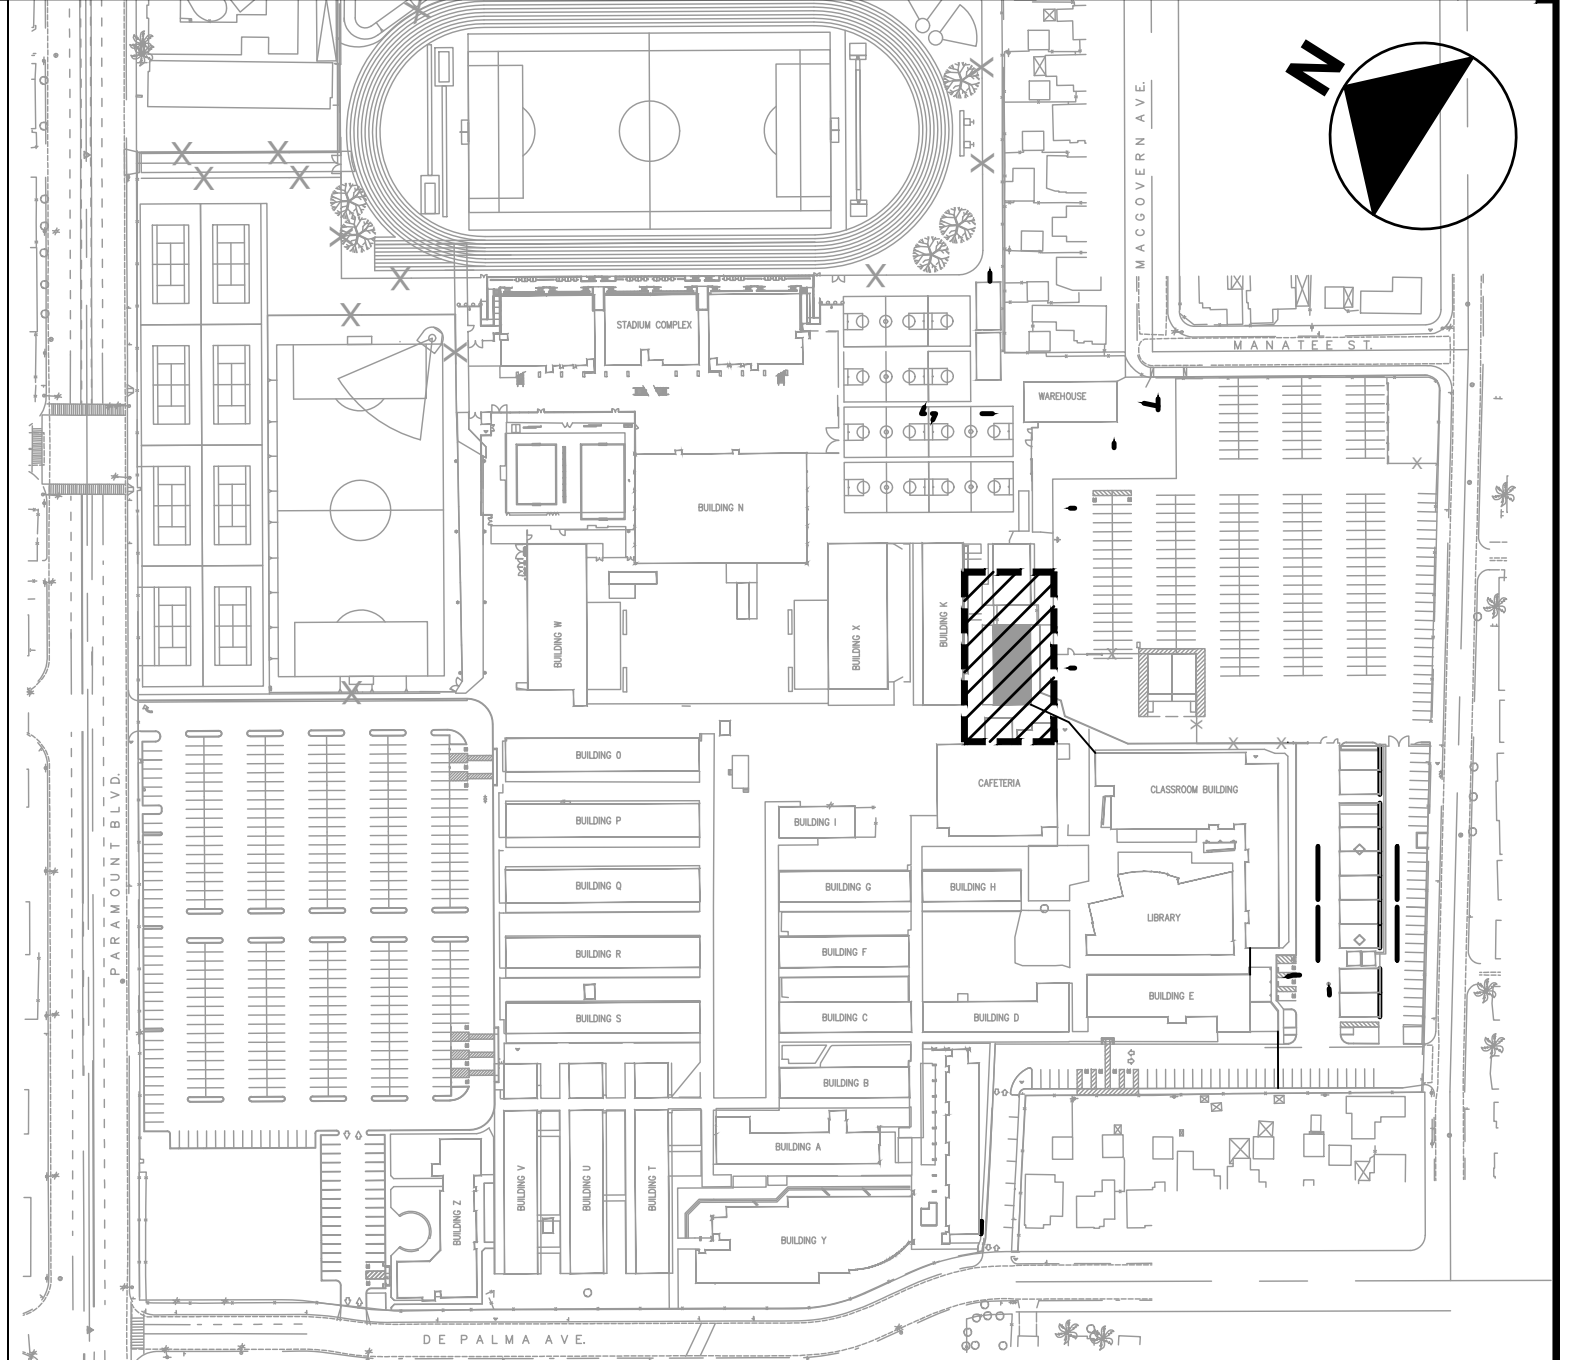 N
MACGOVERN AVE.
STADIUM COMPLEX
MANATEE ST.
WAREHOUSE
BUILDING N
BUILDING W
BUILDING X
BUILDING K
BUILDING O
CAFETERIA
CLASSROOM BUILDING
BUILDING P
BUILDING I
PARAMOUNT BLVD.
BUILDING Q
BUILDING G
BUILDING H
LIBRARY
BUILDING R
BUILDING F
BUILDING E
BUILDING S
BUILDING C
BUILDING D
BUILDING B
BUILDING A
BUILDING V
BUILDING U
BUILDING T
BUILDING Z
BUILDING Y
DE PALMA AVE.